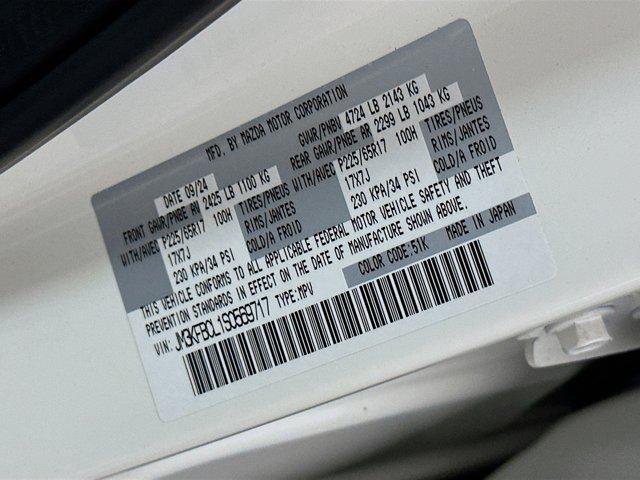 MFD. BY MAZDA MOTOR CORPORATION
DATE 09/24 GVWR/PNBV 4724 LB 2143 KG
FRONT GAWR/PNBE AV 2425 LB 1100 KG REAR GAWR/PNBE AR 2299 LB 1043 KG
WITH/AVEC P225/65R17 100H TIRES/PNEUS WITH/AVEC P225/65R17 100H TIRES/PNEUS
17X7J RIMS/JANTES 17X7J RIMS/JANTES
230 KPA/34 PSI COLD/A FROID 230 KPA/34 PSI COLD/A FROID
THIS VEHICLE CONFORMS TO ALL APPLICABLE FEDERAL MOTOR VEHICLE SAFETY AND THEFT
PREVENTION STANDARDS IN EFFECT ON THE DATE OF MANUFACTURE SHOWN ABOVE.
VIN: JM3KFBCL1S0569717 TYPE:MPV COLOR CODE:51K MADE IN JAPAN